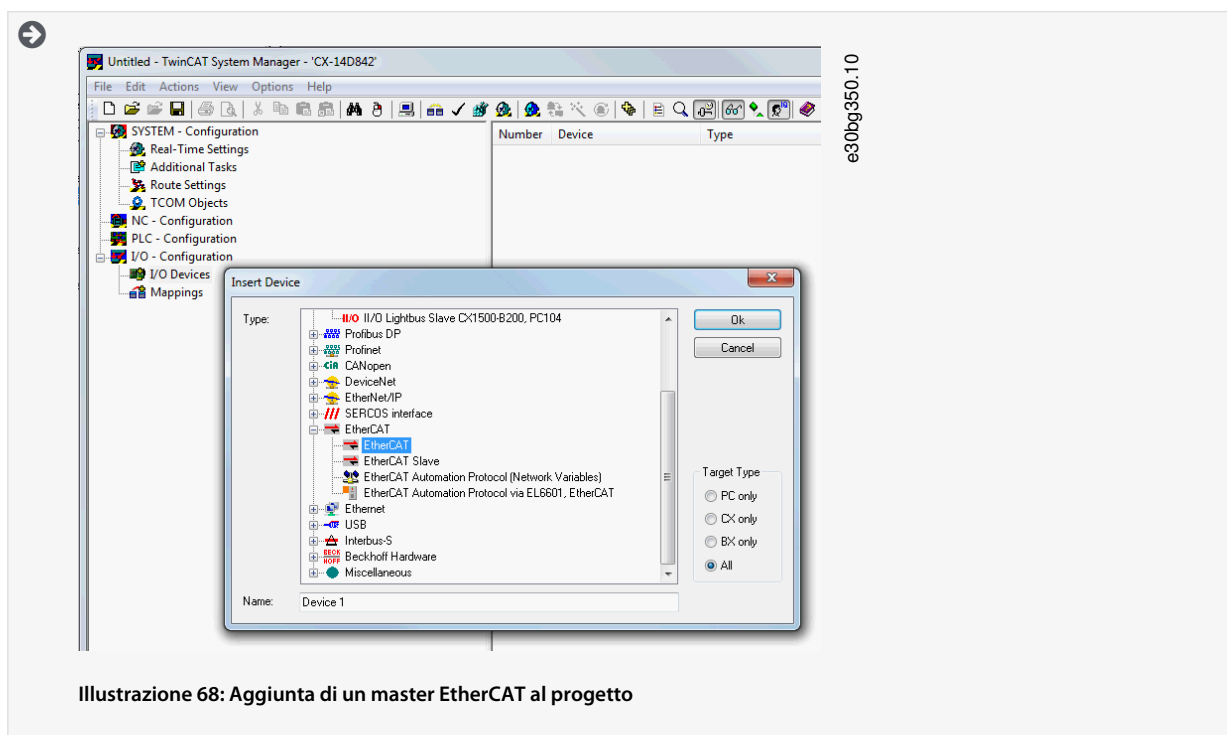 Untitled - TwinCAT System Manager - 'CX-14D842'
File Edit Actions View Options Help
SYSTEM - Configuration
Real-Time Settings
Additional Tasks
Route Settings
TCOM Objects
NC - Configuration
PLC - Configuration
I/O - Configuration
I/O Devices
Mappings
Number Device Type
e30bg350.10
Insert Device
Type:
II/O II/O Lightbus Slave CX1500-B200, PC104
Profibus DP
Profinet
CiA CANopen
DeviceNet
EtherNet/IP
SERCOS interface
EtherCAT
EtherCAT
EtherCAT Slave
EtherCAT Automation Protocol (Network Variables)
EtherCAT Automation Protocol via EL6601, EtherCAT
Ethernet
USB
Interbus-S
BECKHOFF Beckhoff Hardware
Miscellaneous
Ok
Cancel
Target Type
PC only
CX only
BX only
All
Name: Device 1
Illustrazione 68: Aggiunta di un master EtherCAT al progetto